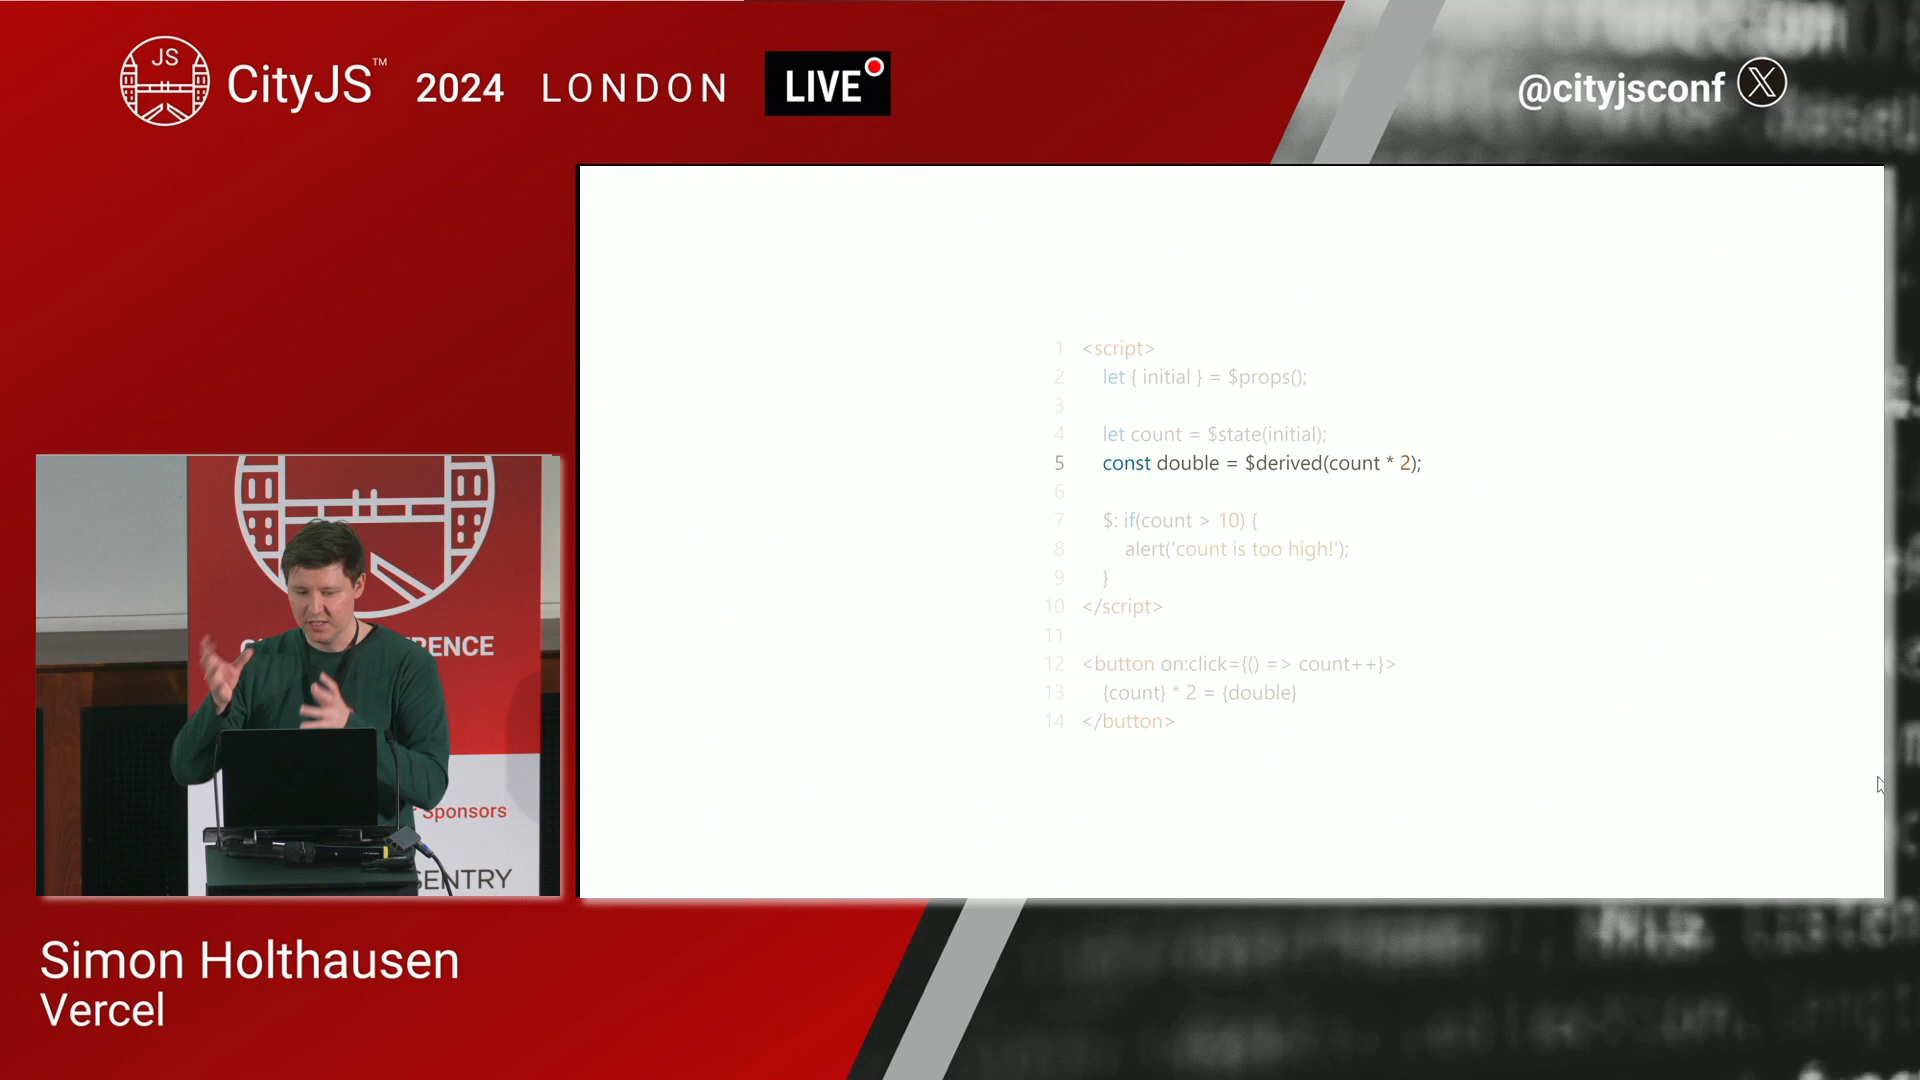 JS
CityJS™ 2024 LONDON LIVE
@cityjsconf X
1 <script>
2 let { initial } = $props();
3
4 let count = $state(initial);
5 const double = $derived(count * 2);
6
7 $: if(count > 10) {
8 alert('count is too high!');
9 }
10 </script>
11
12 <button on:click={() => count++}>
13 {count} * 2 = {double}
14 </button>
Sponsors
SENTRY
Simon Holthausen
Vercel